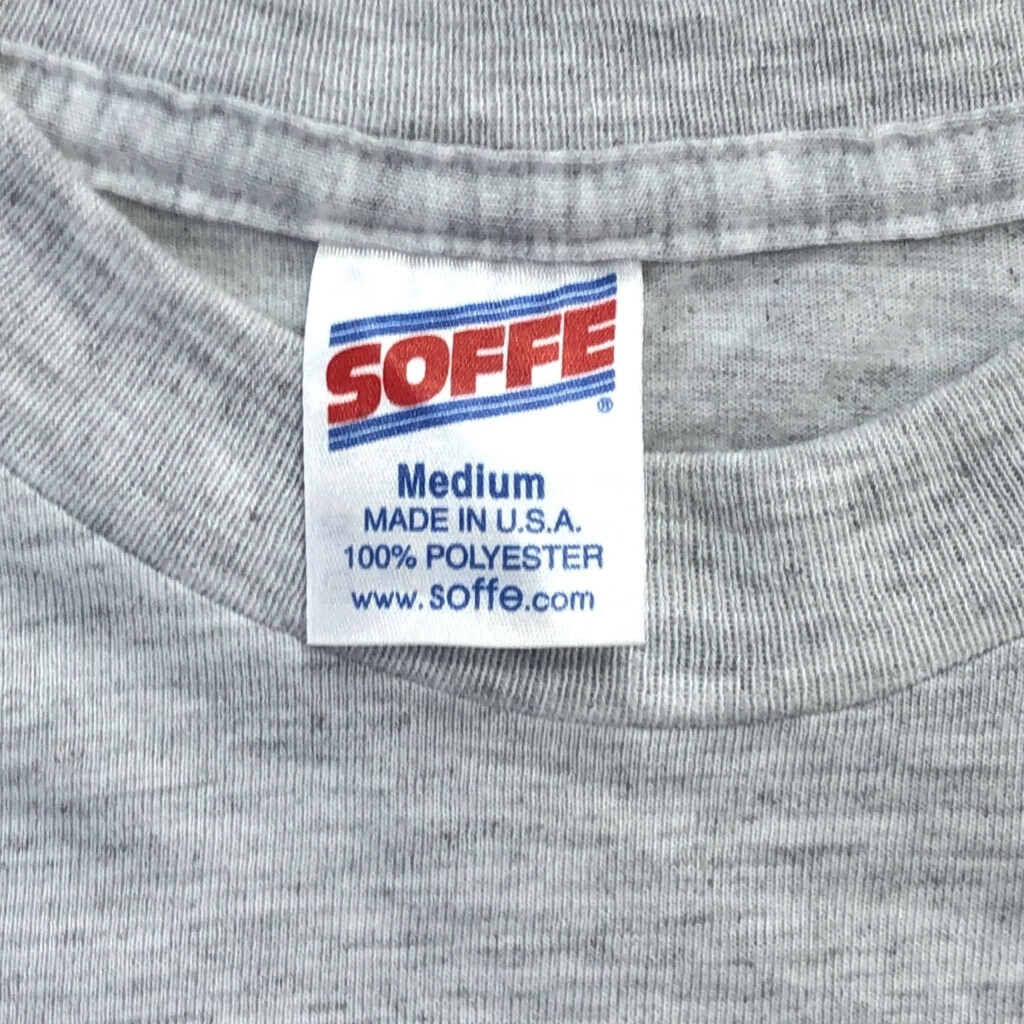 SOFFE
®
Medium
MADE IN U.S.A.
100% POLYESTER
www.soffe.com